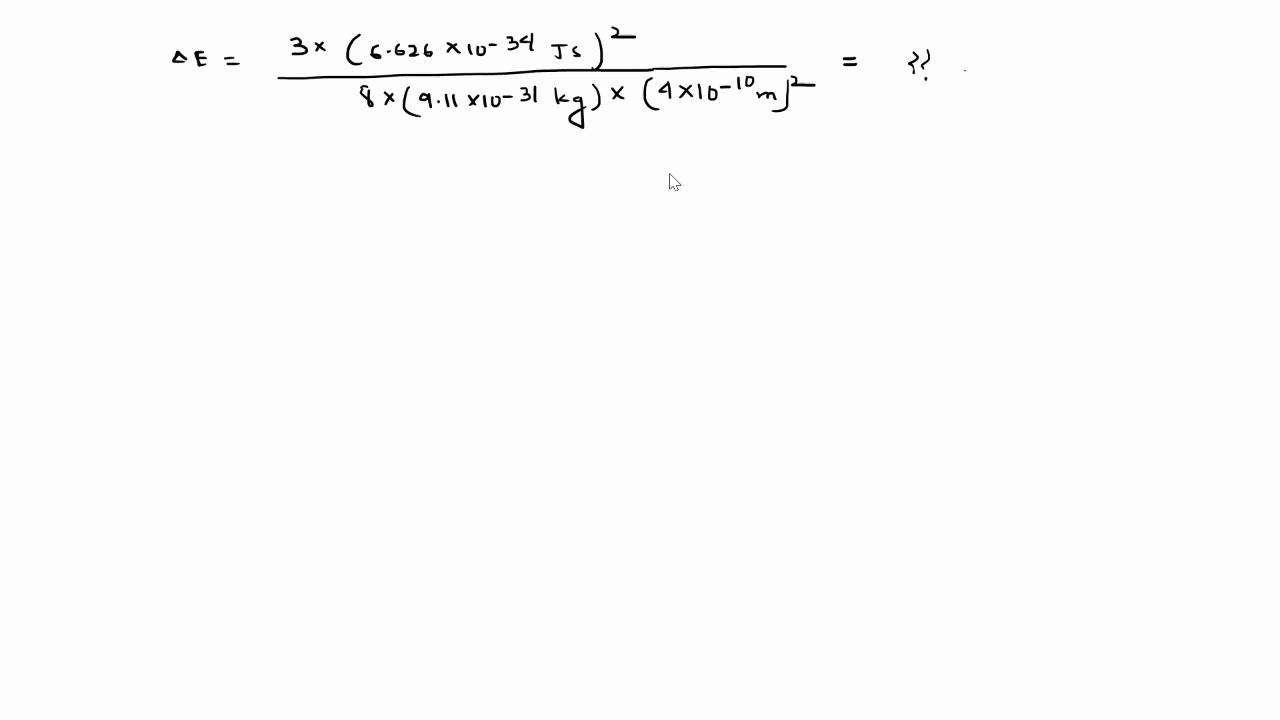 ΔE = 3 × (6.626 × 10^-34 Js)^2 / 8 × (9.11 × 10^-31 kg) × (4 × 10^-10 m)^2 = ??